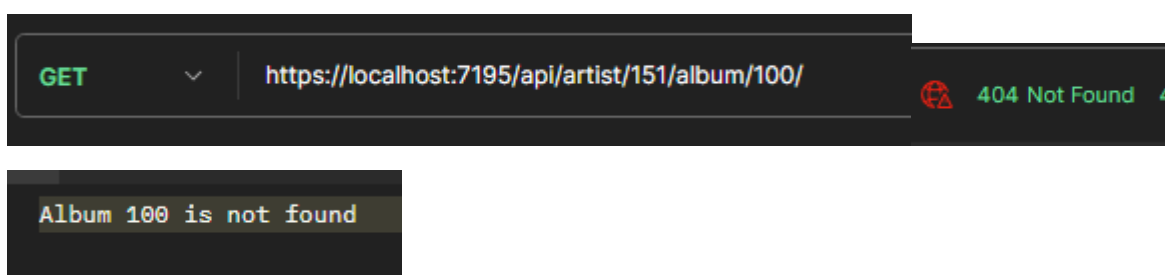 GET https://localhost:7195/api/artist/151/album/100/
404 Not Found
Album 100 is not found